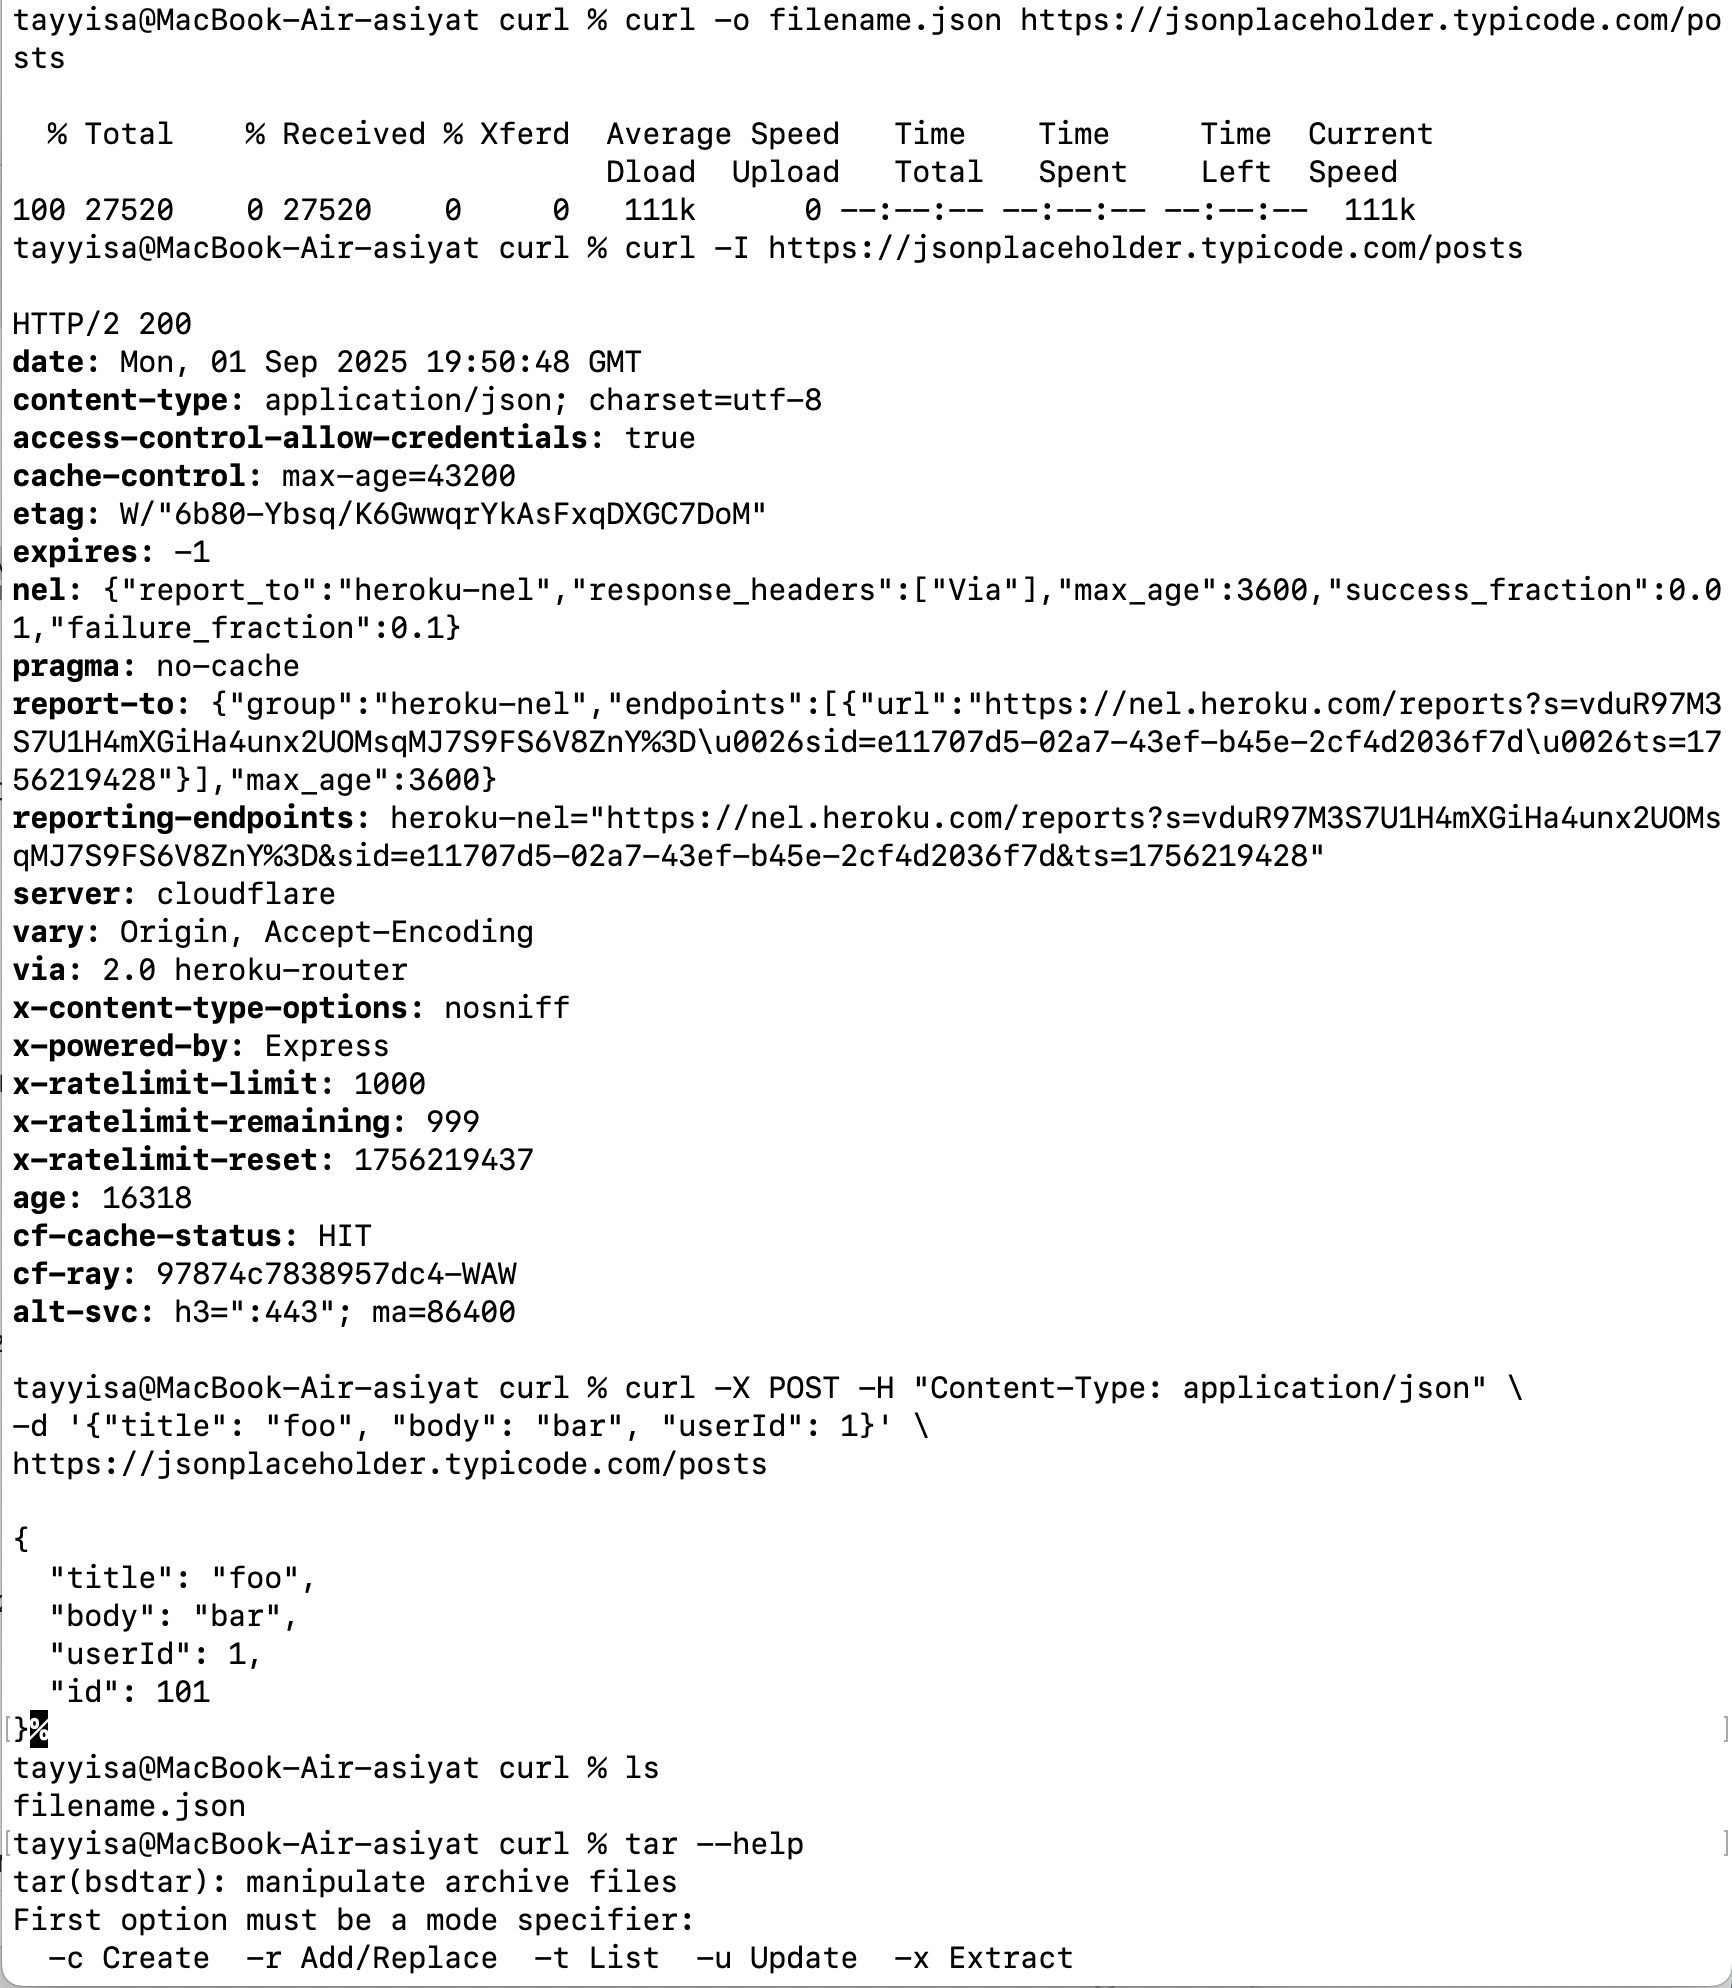 tayyisa@MacBook-Air-asiyat curl % curl -o filename.json https://jsonplaceholder.typicode.com/po
sts
  % Total    % Received % Xferd  Average Speed   Time    Time     Time  Current
                                 Dload  Upload   Total   Spent    Left  Speed
100 27520    0 27520    0     0   111k      0 --:--:-- --:--:-- --:--:--  111k
tayyisa@MacBook-Air-asiyat curl % curl -I https://jsonplaceholder.typicode.com/posts
HTTP/2 200
date: Mon, 01 Sep 2025 19:50:48 GMT
content-type: application/json; charset=utf-8
access-control-allow-credentials: true
cache-control: max-age=43200
etag: W/"6b80-Ybsq/K6GwwqrYkAsFxqDXGC7DoM"
expires: -1
nel: {"report_to":"heroku-nel","response_headers":["Via"],"max_age":3600,"success_fraction":0.0
1,"failure_fraction":0.1}
pragma: no-cache
report-to: {"group":"heroku-nel","endpoints":[{"url":"https://nel.heroku.com/reports?s=vduR97M3
S7U1H4mXGiHa4unx2UOMsqMJ7S9FS6V8ZnY%3D\u0026sid=e11707d5-02a7-43ef-b45e-2cf4d2036f7d\u0026ts=17
56219428"}],"max_age":3600}
reporting-endpoints: heroku-nel="https://nel.heroku.com/reports?s=vduR97M3S7U1H4mXGiHa4unx2UOMs
qMJ7S9FS6V8ZnY%3D&sid=e11707d5-02a7-43ef-b45e-2cf4d2036f7d&ts=1756219428"
server: cloudflare
vary: Origin, Accept-Encoding
via: 2.0 heroku-router
x-content-type-options: nosniff
x-powered-by: Express
x-ratelimit-limit: 1000
x-ratelimit-remaining: 999
x-ratelimit-reset: 1756219437
age: 16318
cf-cache-status: HIT
cf-ray: 97874c7838957dc4-WAW
alt-svc: h3=":443"; ma=86400
tayyisa@MacBook-Air-asiyat curl % curl -X POST -H "Content-Type: application/json" \
-d '{"title": "foo", "body": "bar", "userId": 1}' \
https://jsonplaceholder.typicode.com/posts
{
  "title": "foo",
  "body": "bar",
  "userId": 1,
  "id": 101
}%
tayyisa@MacBook-Air-asiyat curl % ls
filename.json
tayyisa@MacBook-Air-asiyat curl % tar --help
tar(bsdtar): manipulate archive files
First option must be a mode specifier:
  -c Create  -r Add/Replace  -t List  -u Update  -x Extract